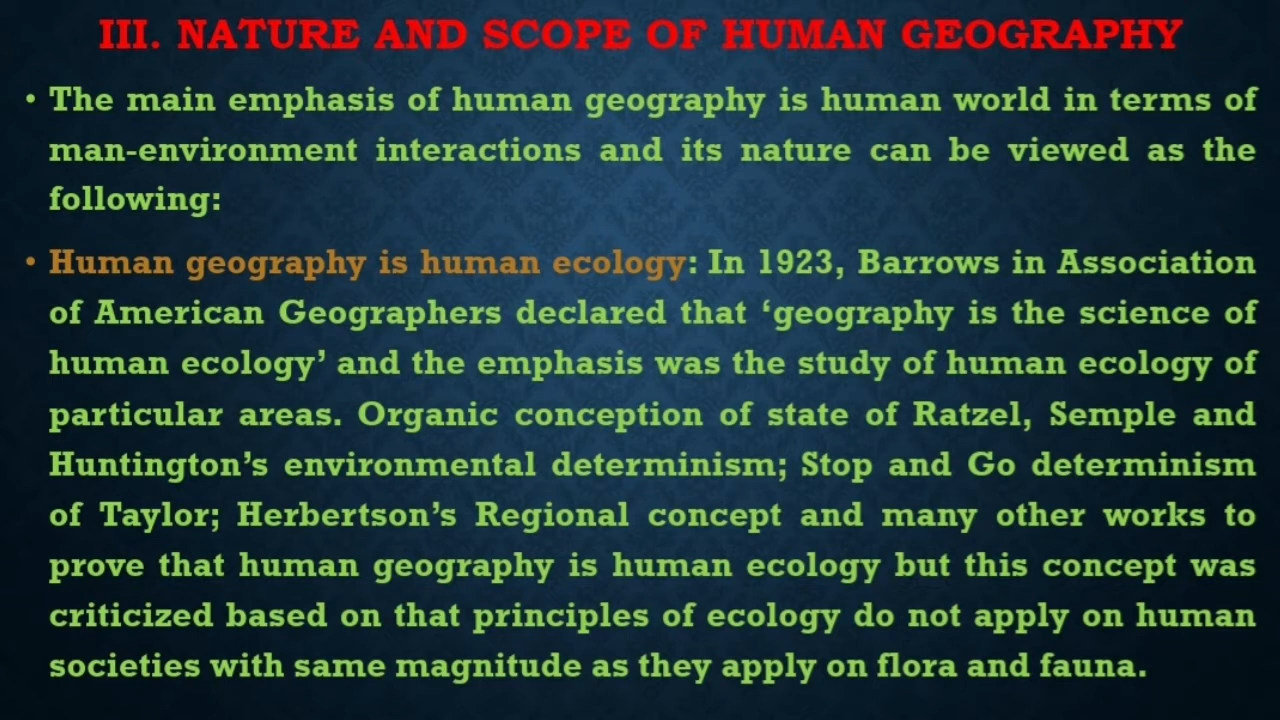 III. NATURE AND SCOPE OF HUMAN GEOGRAPHY
• The main emphasis of human geography is human world in terms of
man-environment interactions and its nature can be viewed as the
following:
• Human geography is human ecology: In 1923, Barrows in Association
of American Geographers declared that ‘geography is the science of
human ecology’ and the emphasis was the study of human ecology of
particular areas. Organic conception of state of Ratzel, Semple and
Huntington’s environmental determinism; Stop and Go determinism
of Taylor; Herbertson’s Regional concept and many other works to
prove that human geography is human ecology but this concept was
criticized based on that principles of ecology do not apply on human
societies with same magnitude as they apply on flora and fauna.